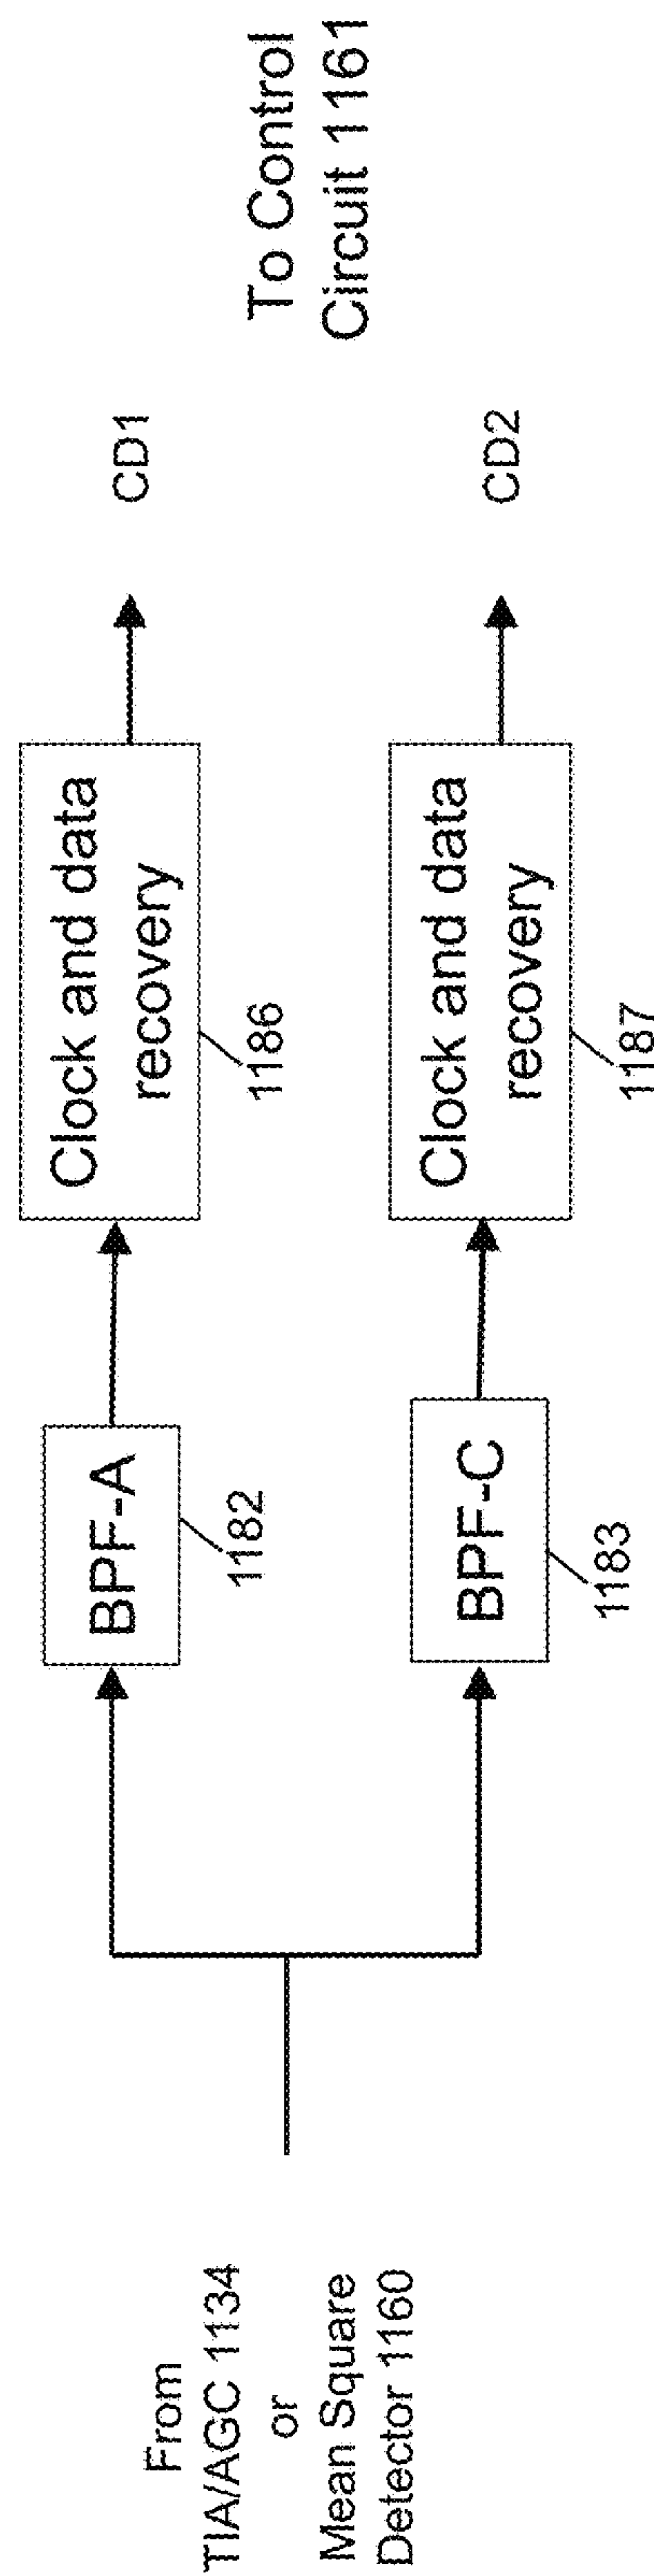 From
TIA/AGC 1134
or
Mean Square
Detector 1160
BPF-A
1182
Clock and data
recovery
1186
CD1
BPF-C
1183
Clock and data
recovery
1187
CD2
To Control
Circuit 1161